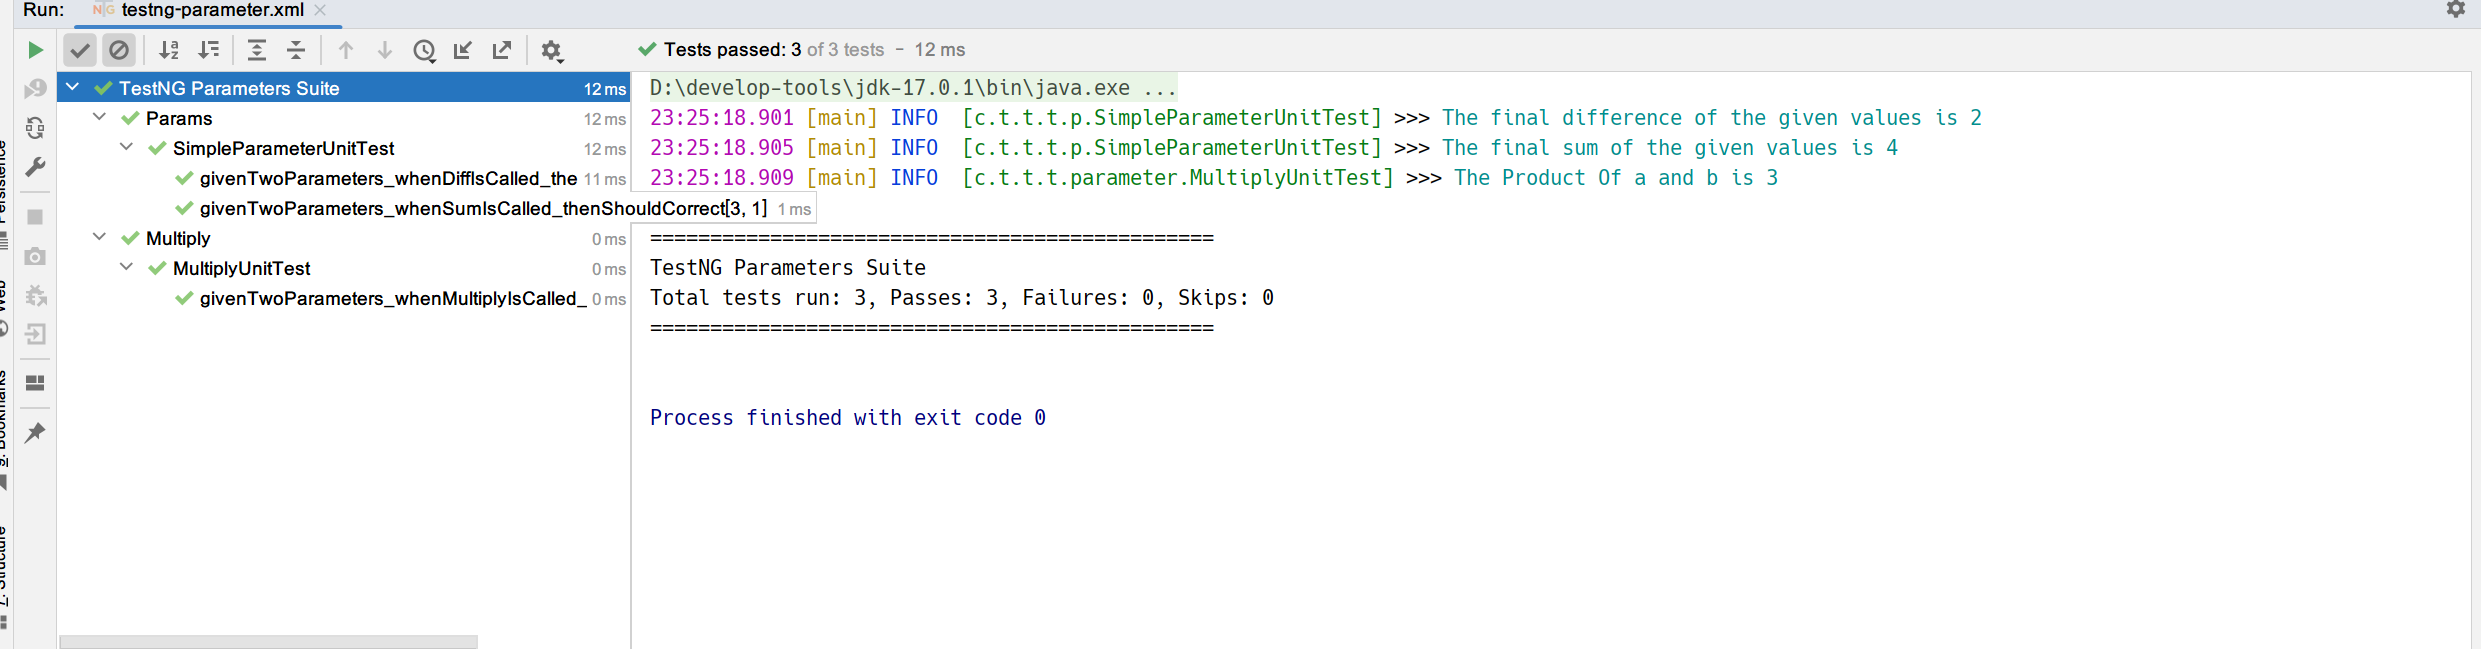 Run: testng-parameter.xml
Tests passed: 3 of 3 tests – 12 ms
TestNG Parameters Suite 12 ms
Params 12 ms
SimpleParameterUnitTest 12 ms
givenTwoParameters_whenDiffIsCalled_the 11 ms
givenTwoParameters_whenSumIsCalled_thenShouldCorrect[3, 1] 1 ms
Multiply 0 ms
MultiplyUnitTest 0 ms
givenTwoParameters_whenMultiplyIsCalled_ 0 ms
D:\develop-tools\jdk-17.0.1\bin\java.exe ...
23:25:18.901 [main] INFO  [c.t.t.t.p.SimpleParameterUnitTest] >>> The final difference of the given values is 2
23:25:18.905 [main] INFO  [c.t.t.t.p.SimpleParameterUnitTest] >>> The final sum of the given values is 4
23:25:18.909 [main] INFO  [c.t.t.t.parameter.MultiplyUnitTest] >>> The Product Of a and b is 3
===============================================
TestNG Parameters Suite
Total tests run: 3, Passes: 3, Failures: 0, Skips: 0
===============================================
Process finished with exit code 0
Persistence
Web
Bookmarks
Structure